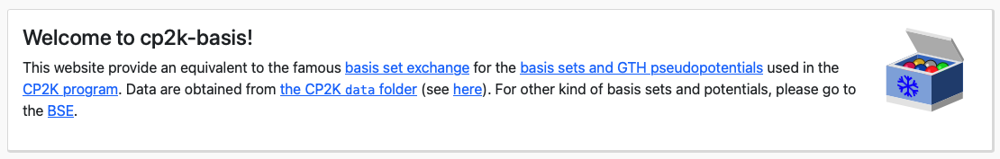 Welcome to cp2k-basis!
This website provide an equivalent to the famous basis set exchange for the basis sets and GTH pseudopotentials used in the
CP2K program. Data are obtained from the CP2K data folder (see here). For other kind of basis sets and potentials, please go to
the BSE.